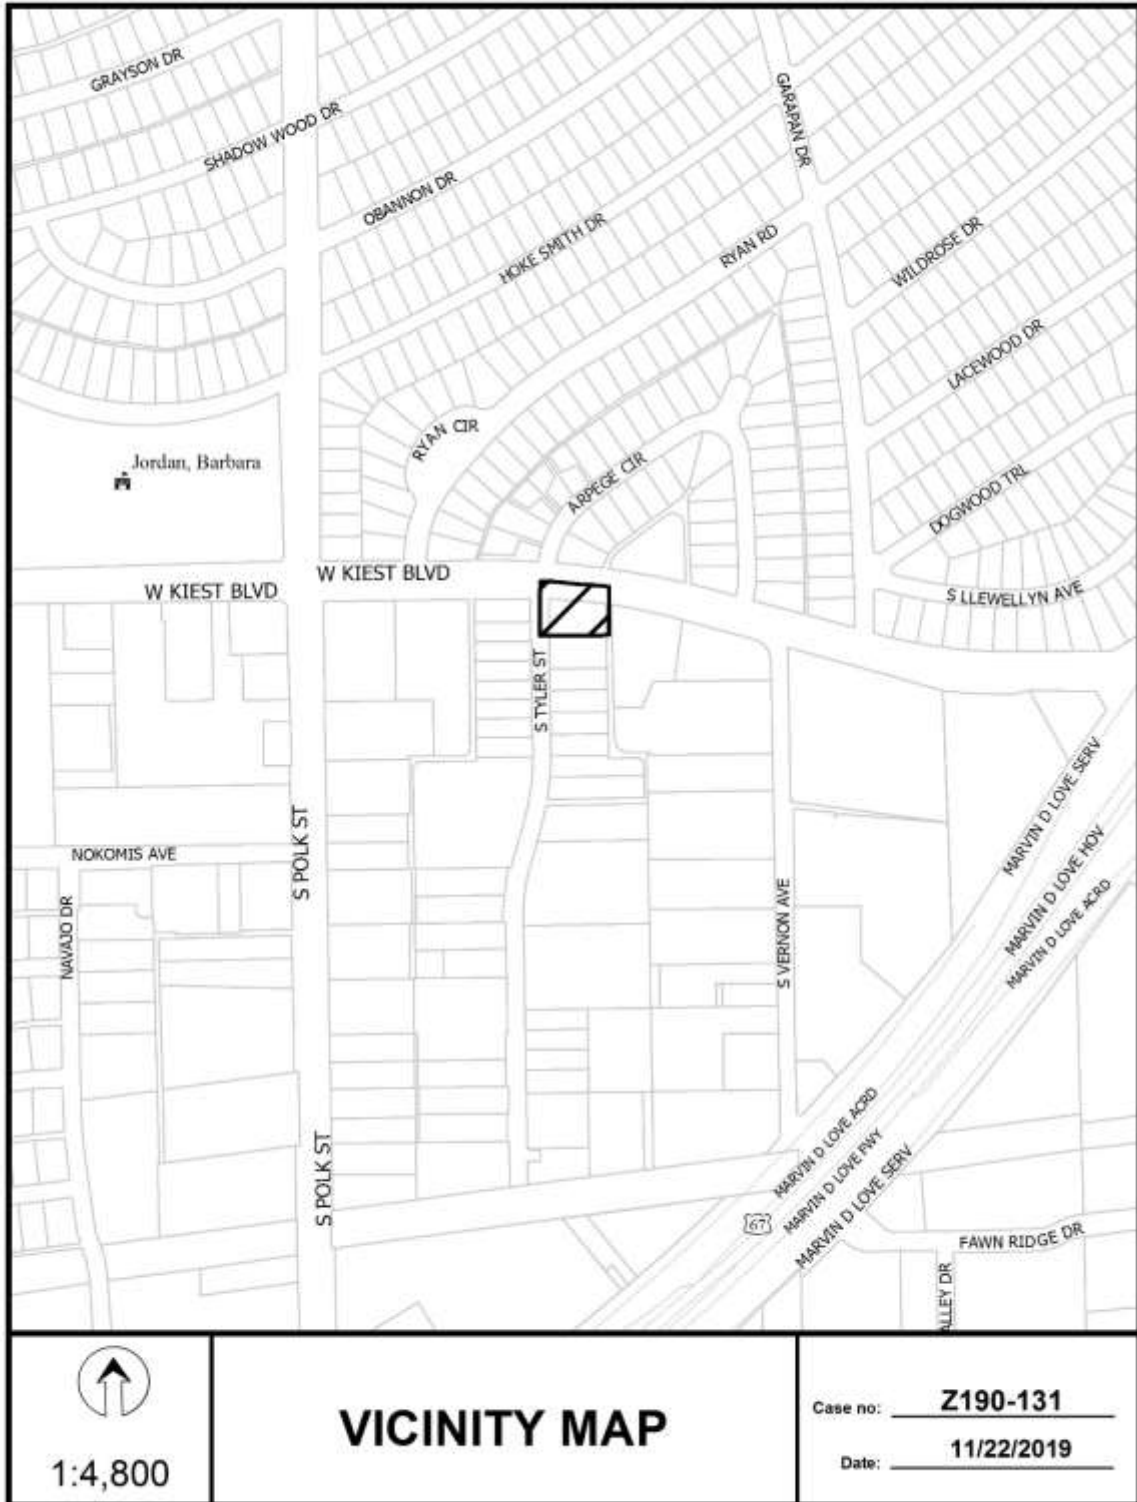 GRAYSON DR
SHADOW WOOD DR
GARAPAN DR
OBANNON DR
HOKE SMITH DR
RYAN RD
WILDROSE DR
LACEWOOD DR
RYAN CIR
Jordan, Barbara
ARPEGE CIR
DOGWOOD TRL
W KIEST BLVD
W KIEST BLVD
S LLEWELLYN AVE
S TYLER ST
MARVIN D LOVE SERV
S POLK ST
NOKOMIS AVE
MARVIN D LOVE HOV
MARVIN D LOVE ACRD
NAVAJO DR
S VERNON AVE
S POLK ST
MARVIN D LOVE ACRD
MARVIN D LOVE FWY
MARVIN D LOVE SERV
67
FAWN RIDGE DR
ALLEY DR
1:4,800
VICINITY MAP
Case no: Z190-131
Date: 11/22/2019